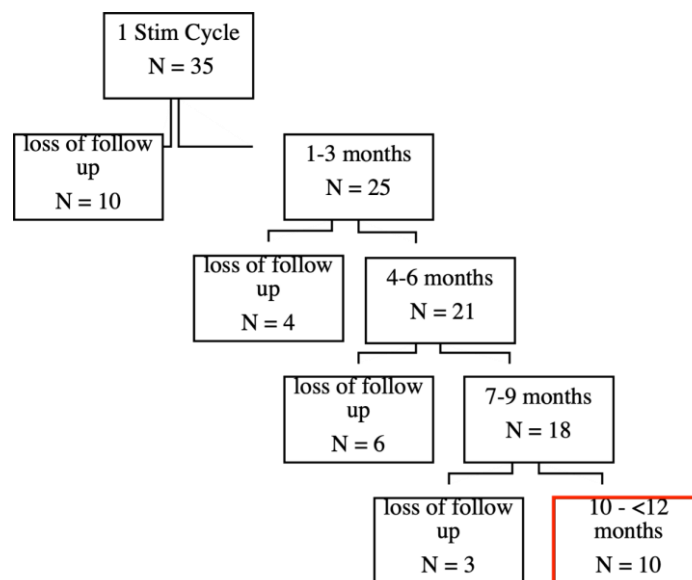 1 Stim Cycle
N = 35
loss of follow
up
N = 10
1-3 months
N = 25
loss of follow
up
N = 4
4-6 months
N = 21
loss of follow
up
N = 6
7-9 months
N = 18
loss of follow
up
N = 3
10 - <12
months
N = 10